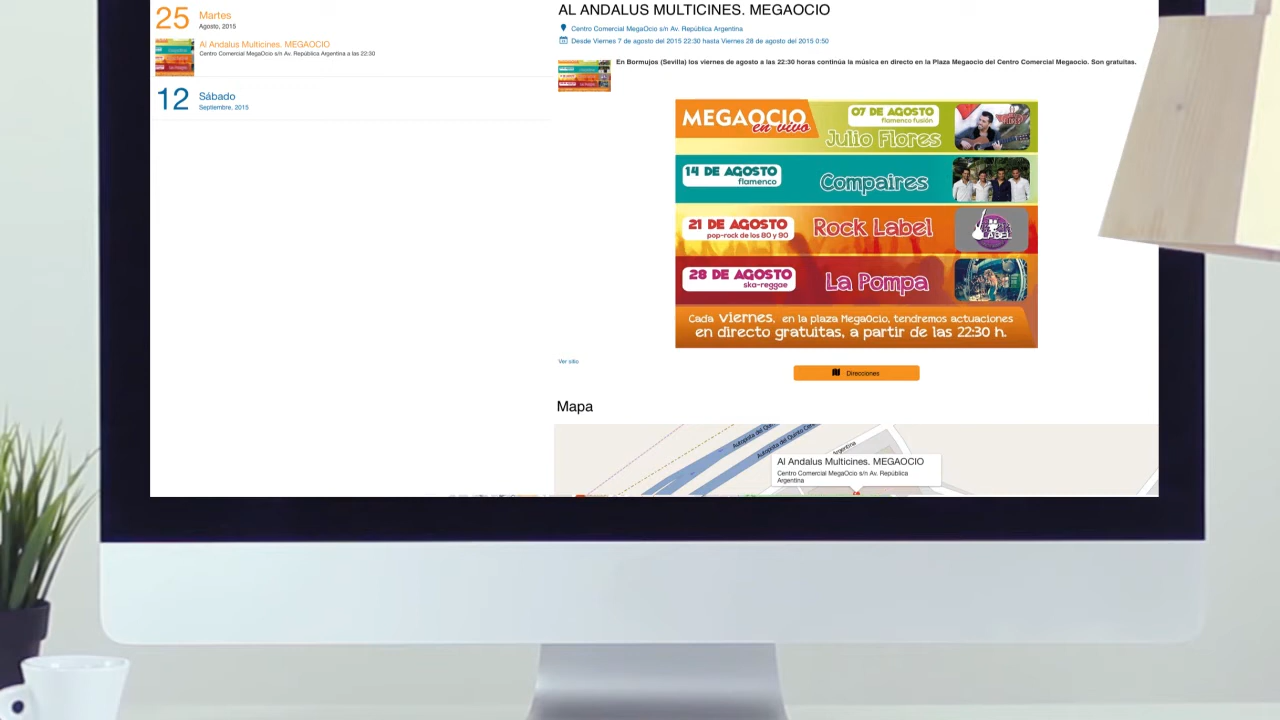 25 Martes
Agosto, 2015
Al Andalus Multicines. MEGAOCIO
Centro Comercial MegaOcio s/n Av. República Argentina a las 22:30
12 Sábado
Septiembre, 2015
AL ANDALUS MULTICINES. MEGAOCIO
Centro Comercial MegaOcio s/n Av. República Argentina
Desde Viernes 7 de agosto del 2015 22:30 hasta Viernes 28 de agosto del 2015 0:50
En Bormujos (Sevilla) los viernes de agosto a las 22:30 horas continúa la música en directo en la Plaza Megaocio del Centro Comercial Megaocio. Son gratuitas.
MEGAOCIO
en vivo
07 DE AGOSTO
flamenco fusión
Julio Flores
14 DE AGOSTO
flamenco
Compaires
21 DE AGOSTO
pop-rock de los 80 y 90
Rock Label
LABEL
28 DE AGOSTO
ska-reggae
La Pompa
Cada viernes, en la plaza MegaOcio, tendremos actuaciones
en directo gratuitas, a partir de las 22:30 h.
Ver sitio
Direcciones
Mapa
Autopista del
Autopista del Quinto
Argentina
Al Andalus Multicines. MEGAOCIO
Centro Comercial MegaOcio s/n Av. República
Argentina